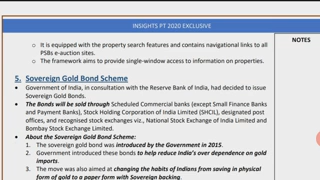 INSIGHTS PT 2020 EXCLUSIVE
NOTES
o It is equipped with the property search features and contains navigational links to all
PSBs e-auction sites.
o The framework aims to provide single-window access to information on properties.
5. Sovereign Gold Bond Scheme
• Government of India, in consultation with the Reserve Bank of India, had decided to issue
Sovereign Gold Bonds.
• The Bonds will be sold through Scheduled Commercial banks (except Small Finance Banks
and Payment Banks), Stock Holding Corporation of India Limited (SHCIL), designated post
offices, and recognised stock exchanges viz., National Stock Exchange of India Limited and
Bombay Stock Exchange Limited.
• About the Sovereign Gold Bond Scheme:
1. The sovereign gold bond was introduced by the Government in 2015.
2. Government introduced these bonds to help reduce India's over dependence on gold
imports.
3. The move was also aimed at changing the habits of Indians from saving in physical
form of gold to a paper form with Sovereign backing.